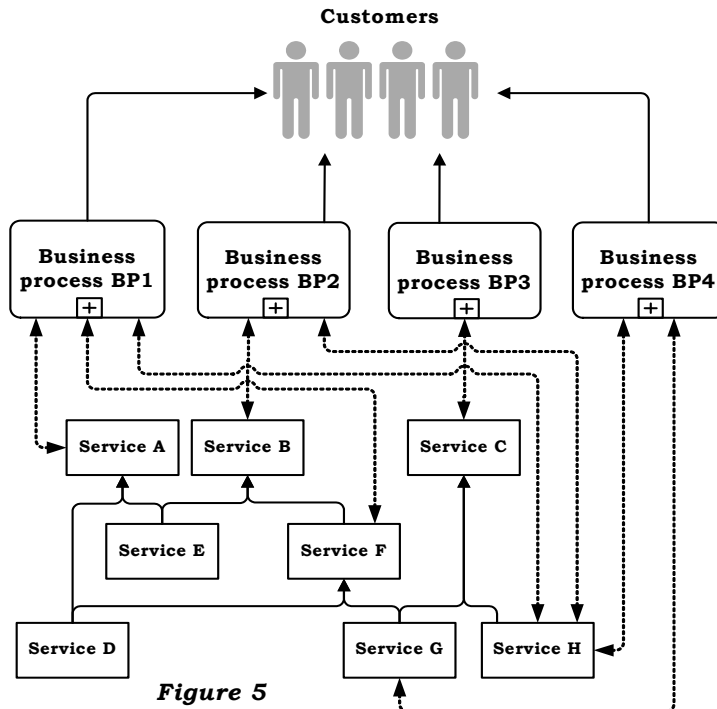 Customers
Business
process BP1
Business
process BP2
Business
process BP3
Business
process BP4
Service A
Service B
Service C
Service E
Service F
Service D
Service G
Service H
Figure 5